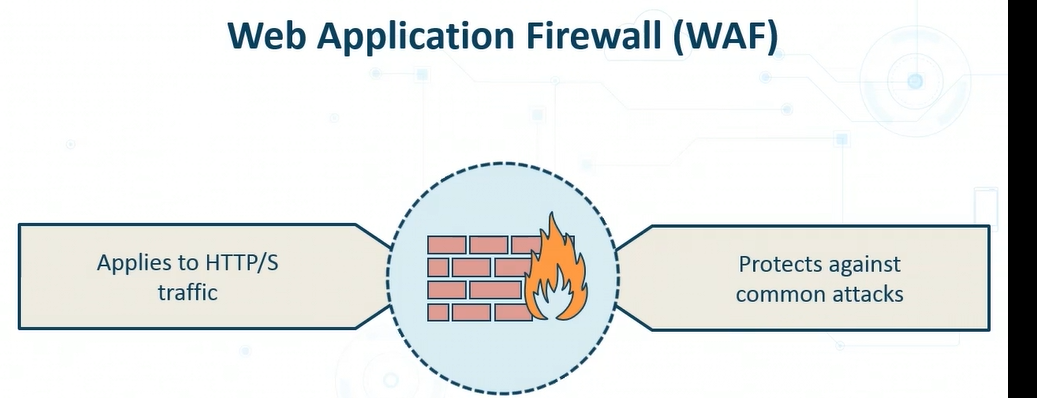 Web Application Firewall (WAF)
Applies to HTTP/S
traffic
Protects against
common attacks